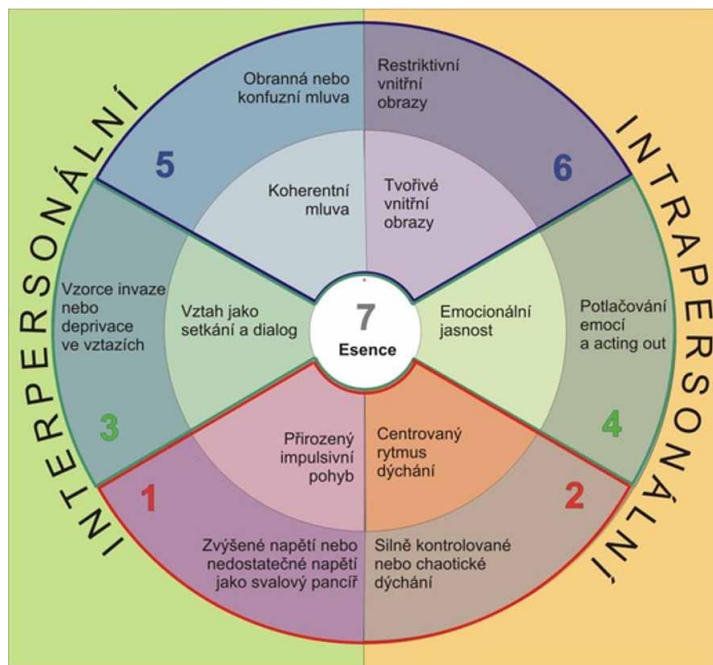 INTERPERSONÁLNÍ
INTRAPERSONÁLNÍ
Obranná nebo
konfuzní mluva
5
Restriktivní
vnitřní
obrazy
6
Koherentní
mluva
Tvořivé
vnitřní
obrazy
Vzorce invaze
nebo
deprivace
ve vztazích
3
Vztah jako
setkání a dialog
7
Esence
Emocionální
jasnost
Potlačování
emocí
a acting out
4
Přirozený
impulsivní
pohyb
Centrovaný
rytmus
dýchání
1
2
Zvýšené napětí nebo
nedostatečné napětí
jako svalový pancíř
Silně kontrolované
nebo chaotické
dýchání